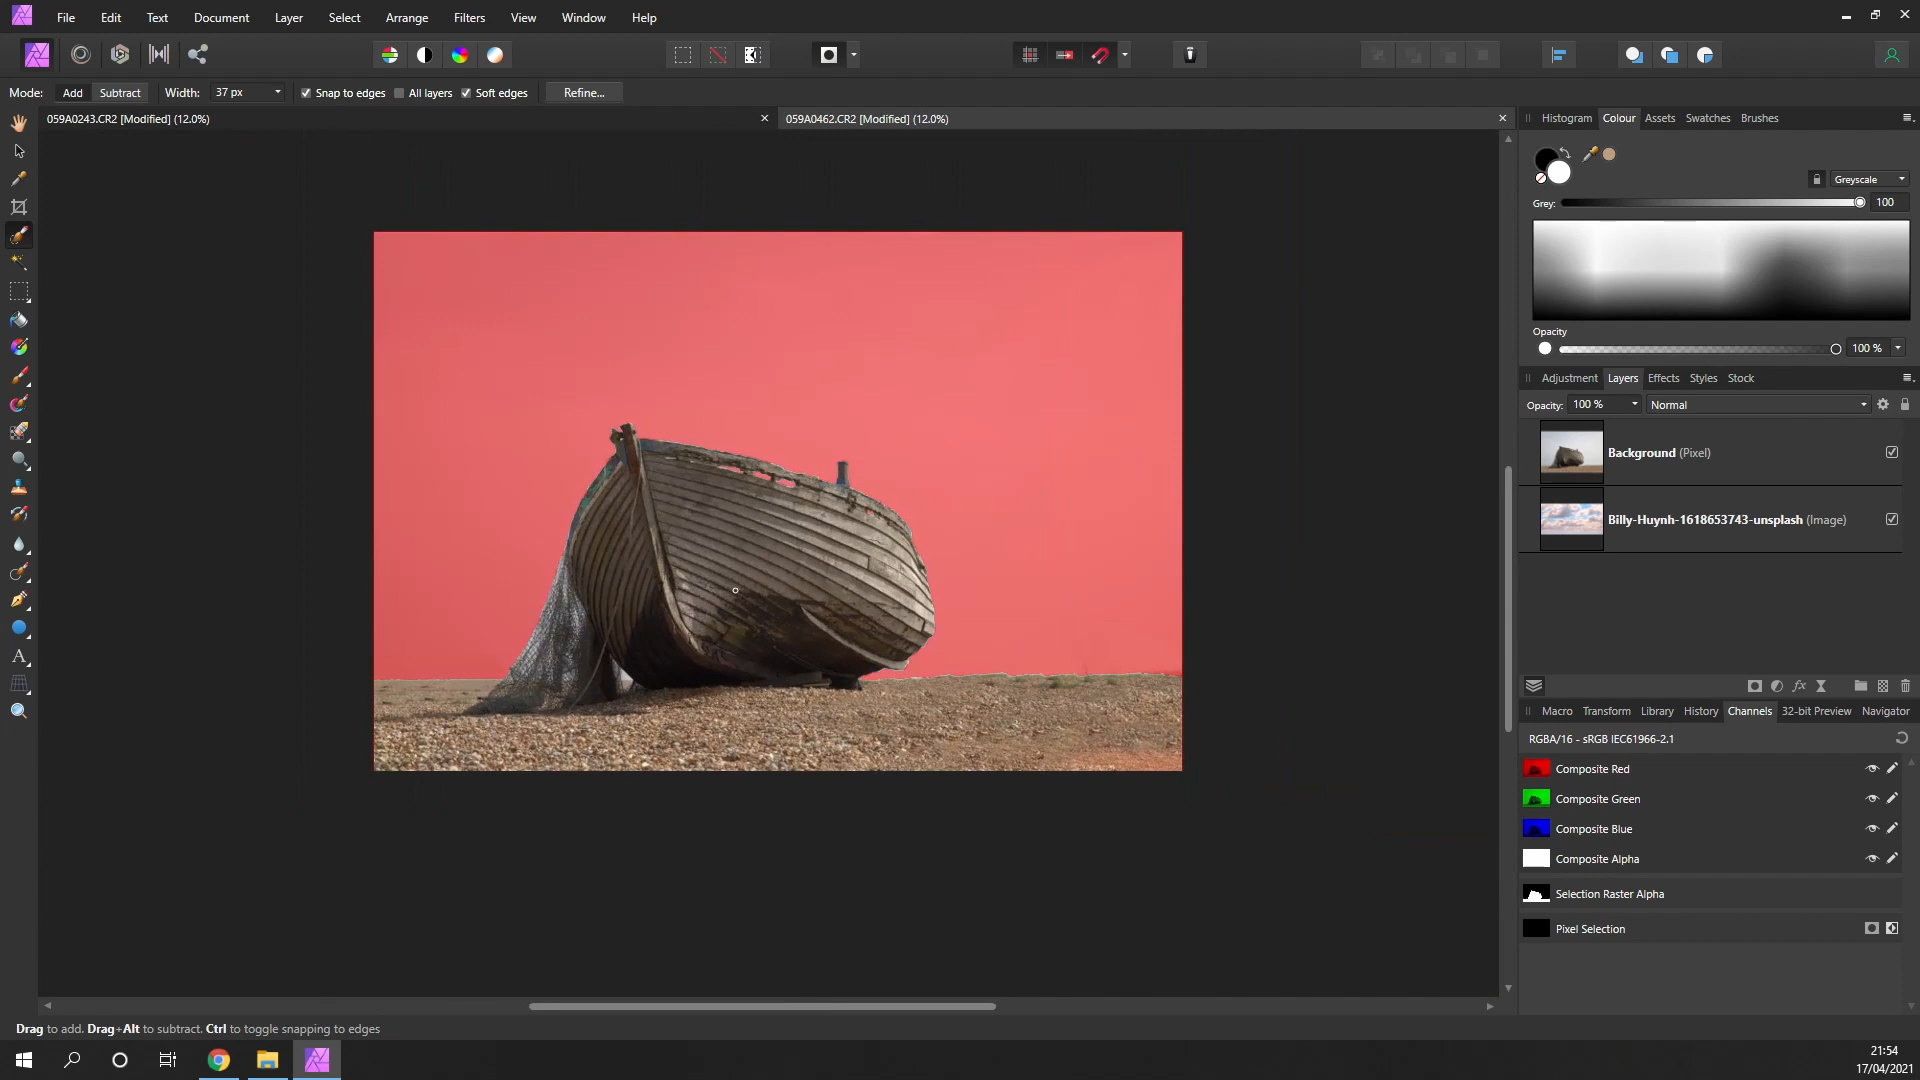 File Edit Text Document Layer Select Arrange Filters View Window Help
Mode: Add Subtract Width: 37 px Snap to edges All layers Soft edges Refine...
059A0243.CR2 [Modified] (12.0%) 059A0462.CR2 [Modified] (12.0%)
Histogram Colour Assets Swatches Brushes
Greyscale
Grey: 100
Opacity
100 %
Adjustment Layers Effects Styles Stock
Opacity: 100 % Normal
Background (Pixel)
Billy-Huynh-1618653743-unsplash (Image)
fx
Macro Transform Library History Channels 32-bit Preview Navigator
RGBA/16 - sRGB IEC61966-2.1
Composite Red
Composite Green
Composite Blue
Composite Alpha
Selection Raster Alpha
Pixel Selection
Drag to add. Drag+Alt to subtract. Ctrl to toggle snapping to edges
21:54
17/04/2021